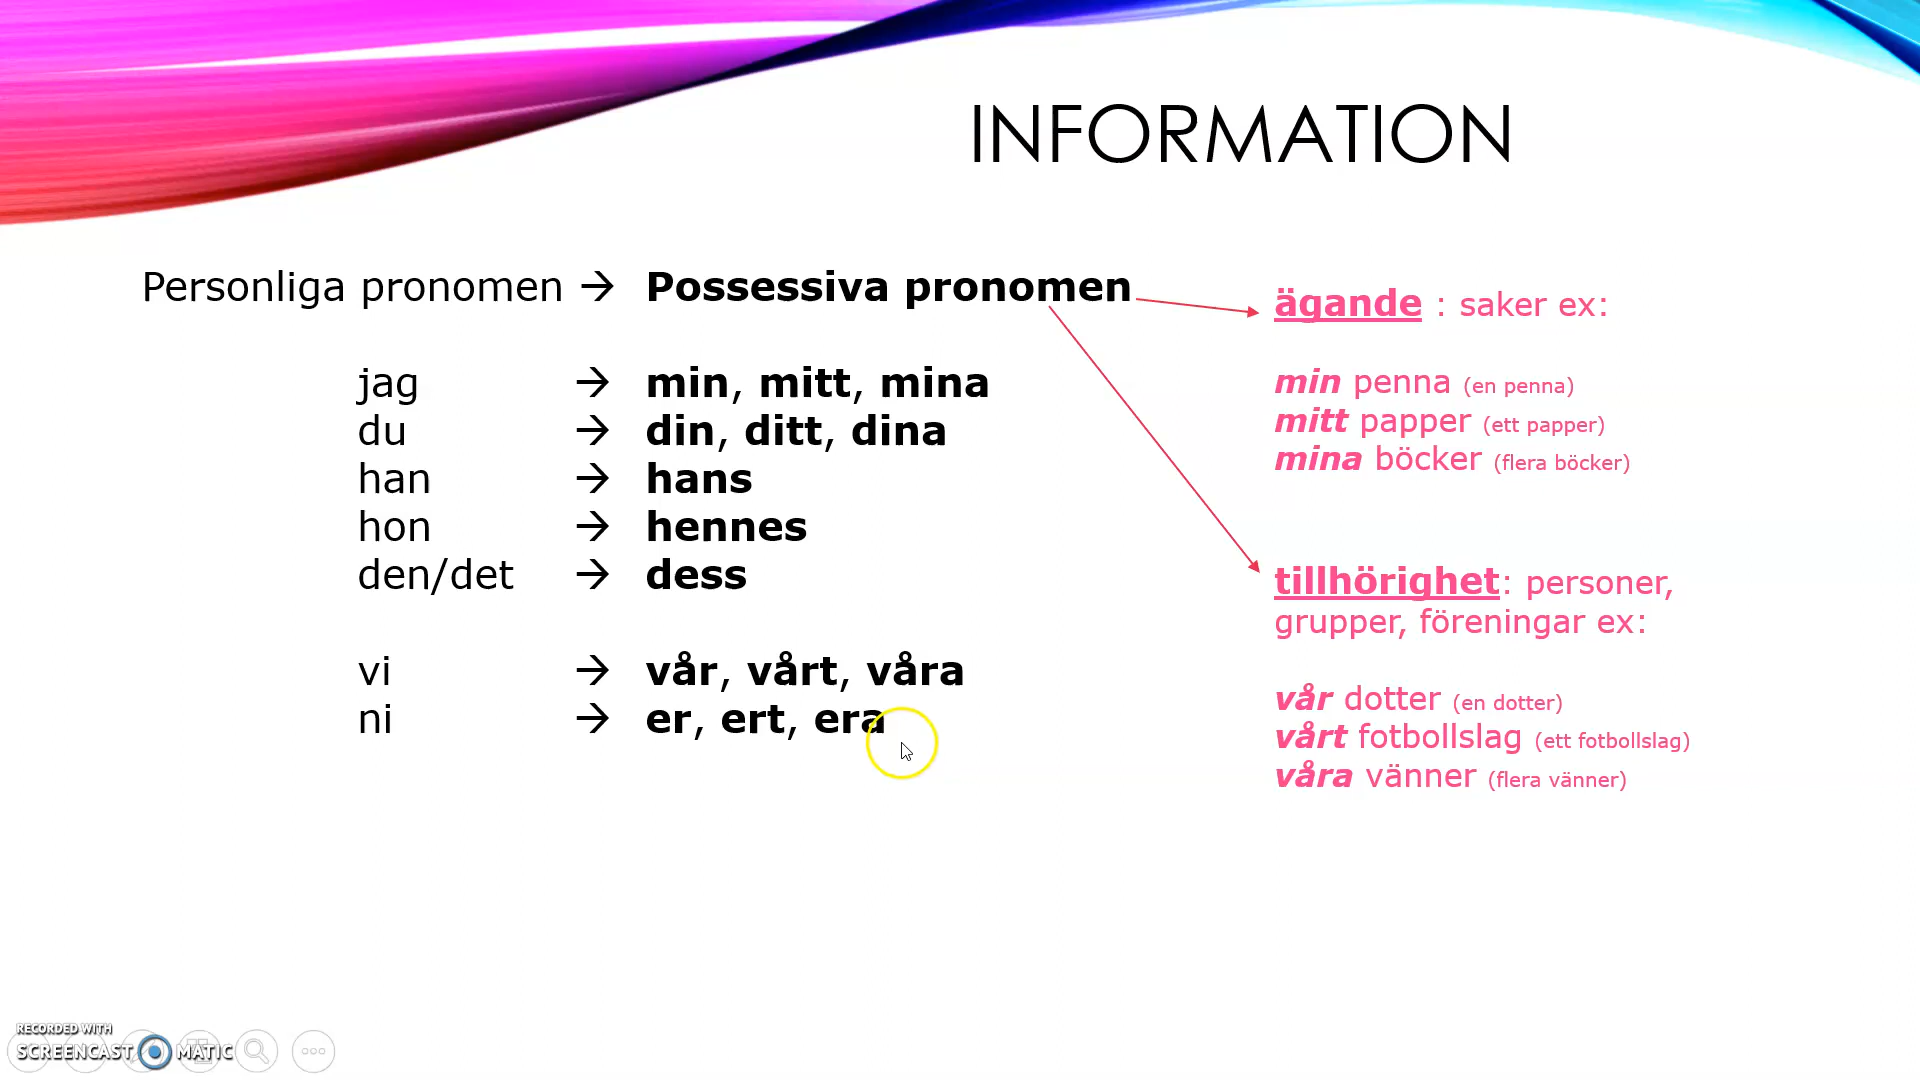 INFORMATION
Personliga pronomen → Possessiva pronomen
jag → min, mitt, mina
du → din, ditt, dina
han → hans
hon → hennes
den/det → dess
vi → vår, vårt, våra
ni → er, ert, era
ägande : saker ex:
min penna (en penna)
mitt papper (ett papper)
mina böcker (flera böcker)
tillhörighet: personer,
grupper, föreningar ex:
vår dotter (en dotter)
vårt fotbollslag (ett fotbollslag)
våra vänner (flera vänner)
RECORDED WITH
SCREENCAST MATIC